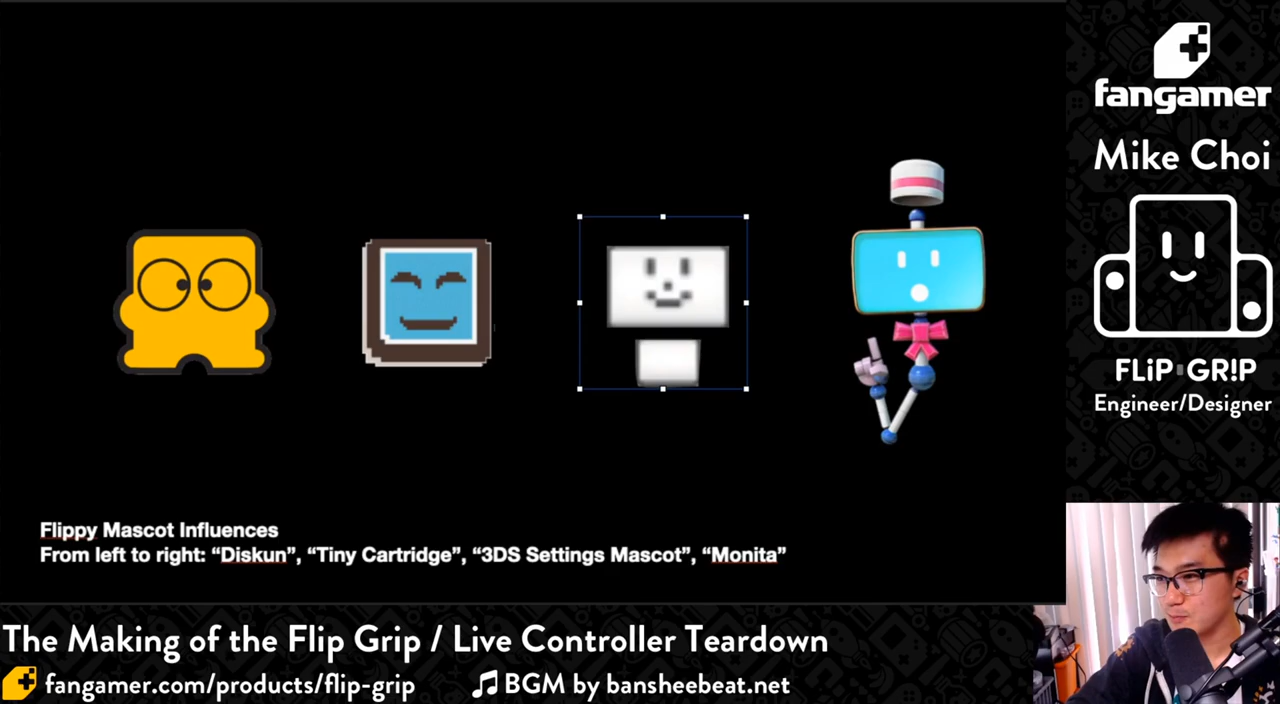 fangamer
Mike Choi
FLiP GR!P
Engineer/Designer
Flippy Mascot Influences
From left to right: “Diskun”, “Tiny Cartridge”, “3DS Settings Mascot”, “Monita”
The Making of the Flip Grip / Live Controller Teardown
fangamer.com/products/flip-grip
BGM by bansheebeat.net